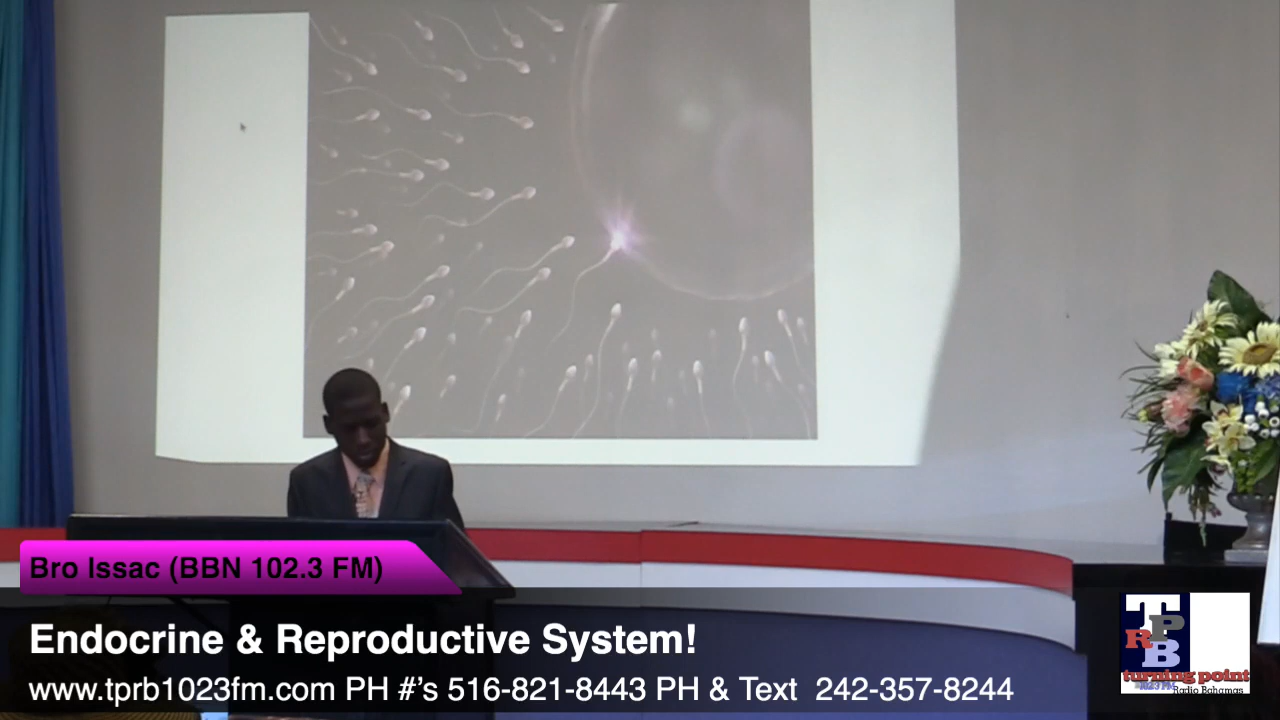 Bro Issac (BBN 102.3 FM)
Endocrine & Reproductive System!
www.tprb1023fm.com PH #'s 516-821-8443 PH & Text 242-357-8244
TPRB
turning point
Radio Bahamas